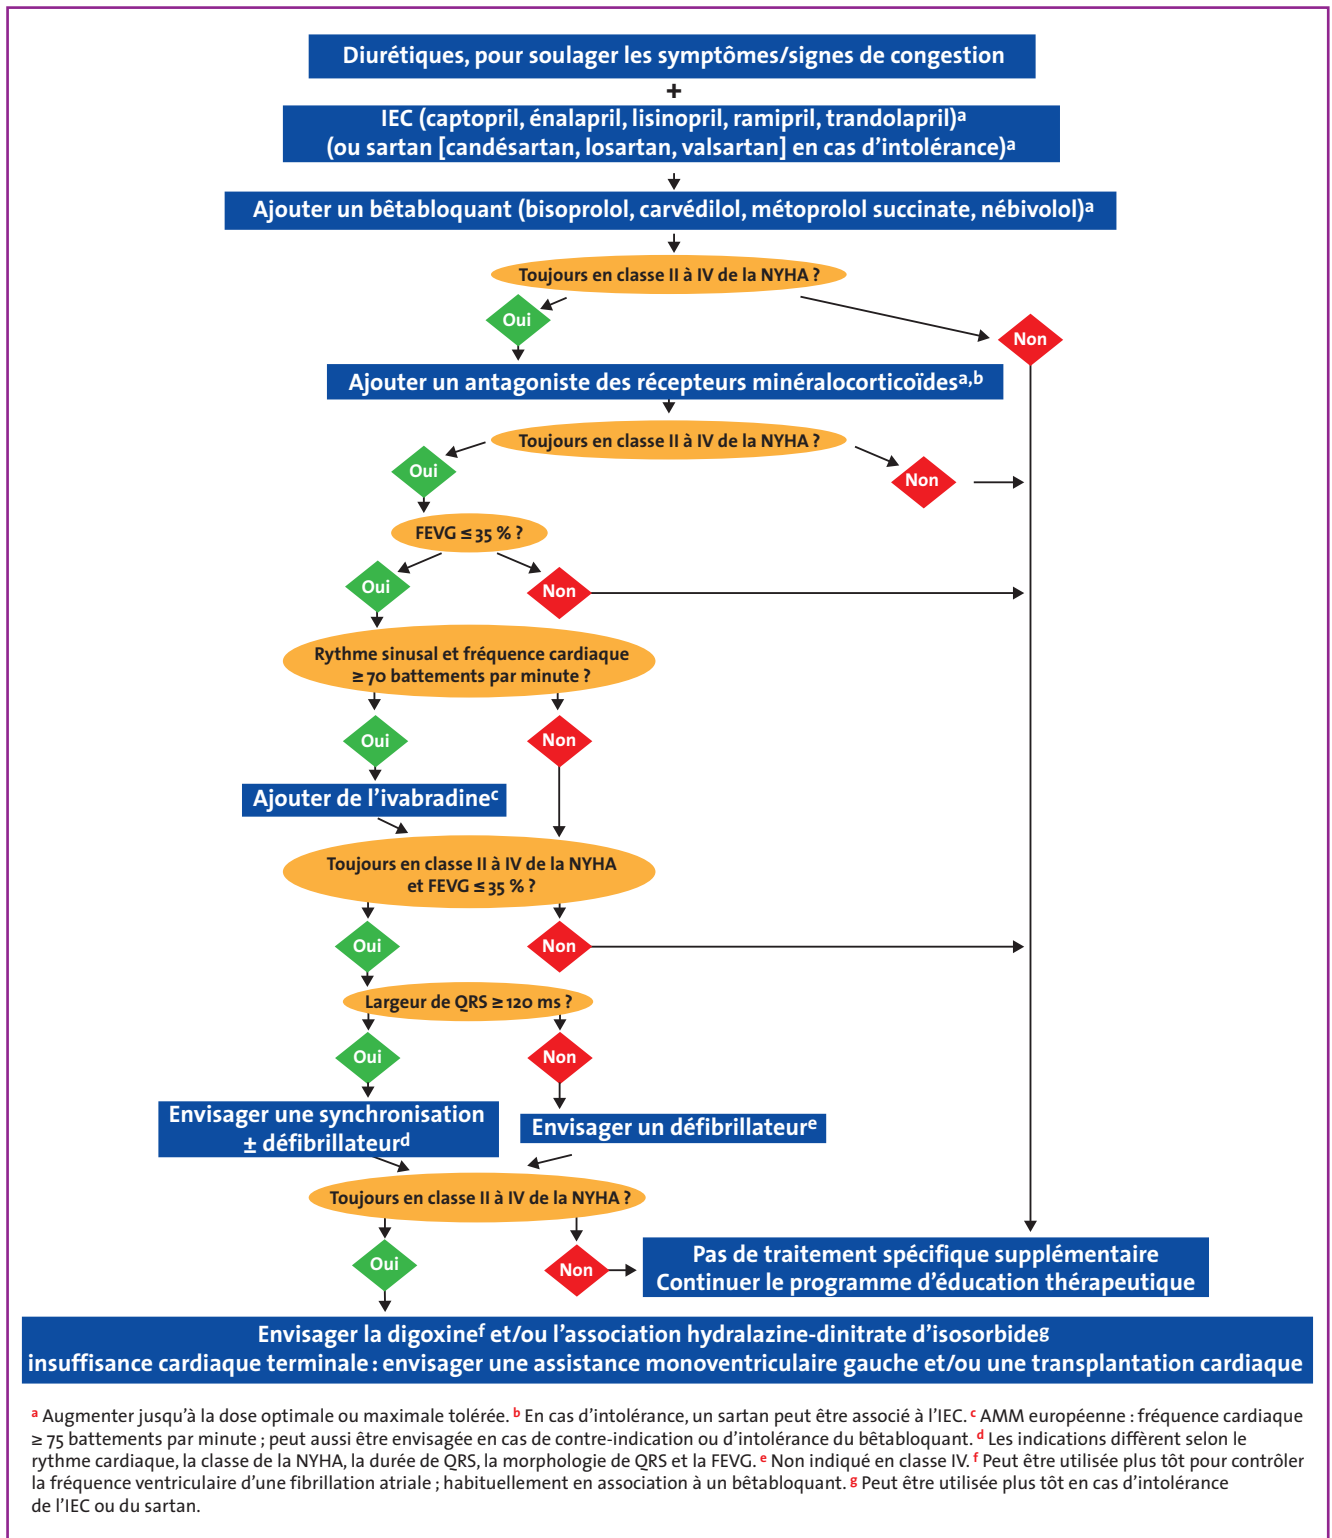 Diurétiques, pour soulager les symptômes/signes de congestion
+
IEC (captopril, énalapril, lisinopril, ramipril, trandolapril)a
(ou sartan [candésartan, losartan, valsartan] en cas d’intolérance)a
Ajouter un bêtabloquant (bisoprolol, carvédilol, métoprolol succinate, nébivolol)a
Toujours en classe II à IV de la NYHA ?
Oui
Non
Ajouter un antagoniste des récepteurs minéralocorticoïdesa,b
Toujours en classe II à IV de la NYHA ?
Oui
Non
FEVG ≤ 35 % ?
Oui
Non
Rythme sinusal et fréquence cardiaque
≥ 70 battements par minute ?
Oui
Non
Ajouter de l’ivabradinec
Toujours en classe II à IV de la NYHA
et FEVG ≤ 35 % ?
Oui
Non
Largeur de QRS ≥ 120 ms ?
Oui
Non
Envisager une synchronisation
± défibrillateurd
Envisager un défibrillateure
Toujours en classe II à IV de la NYHA ?
Oui
Non
Pas de traitement spécifique supplémentaire
Continuer le programme d’éducation thérapeutique
Envisager la digoxinef et/ou l’association hydralazine-dinitrate d’isosorbideg
insuffisance cardiaque terminale : envisager une assistance monoventriculaire gauche et/ou une transplantation cardiaque
a Augmenter jusqu’à la dose optimale ou maximale tolérée. b En cas d’intolérance, un sartan peut être associé à l’IEC. c AMM européenne : fréquence cardiaque
≥ 75 battements par minute ; peut aussi être envisagée en cas de contre-indication ou d’intolérance du bêtabloquant. d Les indications diffèrent selon le
rythme cardiaque, la classe de la NYHA, la durée de QRS, la morphologie de QRS et la FEVG. e Non indiqué en classe IV. f Peut être utilisée plus tôt pour contrôler
la fréquence ventriculaire d’une fibrillation atriale ; habituellement en association à un bêtabloquant. g Peut être utilisée plus tôt en cas d’intolérance
de l’IEC ou du sartan.